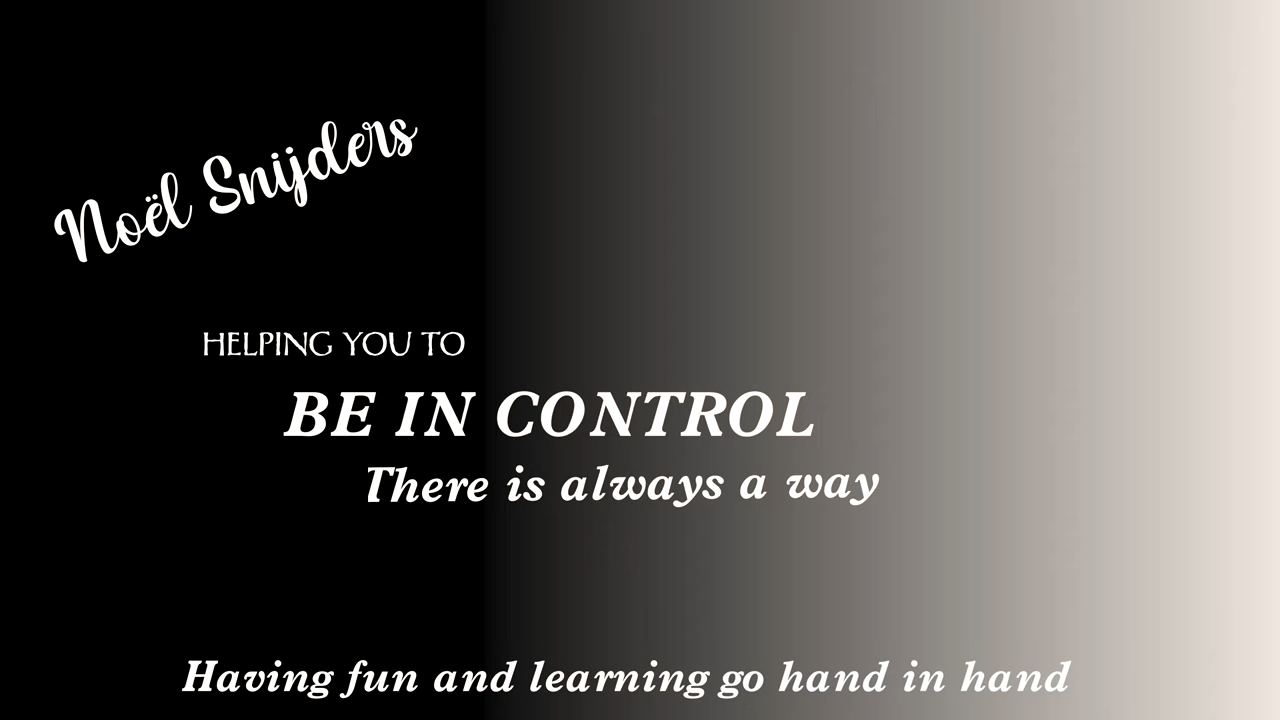 Noël Snijders
HELPING YOU TO
BE IN CONTROL
There is always a way
Having fun and learning go hand in hand